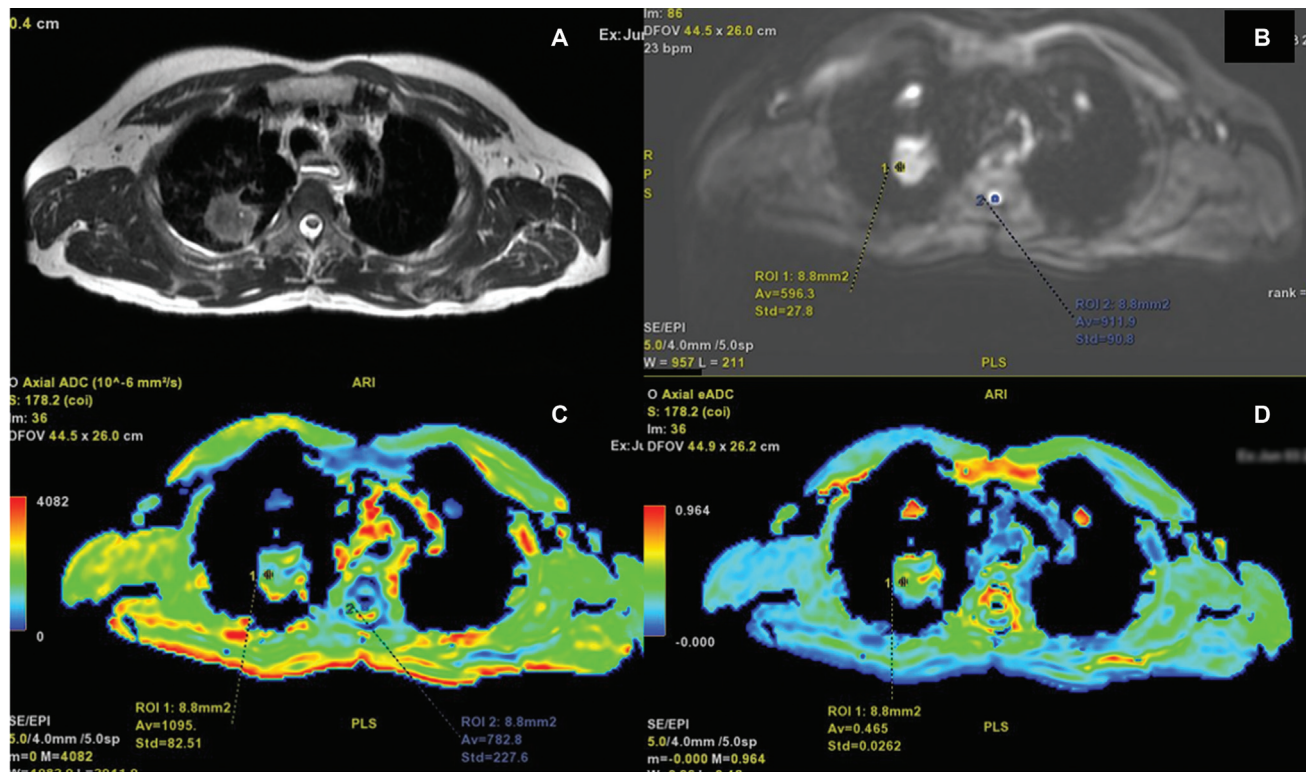 0.4 cm
A
Ex:Jun
Im: 86
DFOV 44.5 x 26.0 cm
23 bpm
B
R
P
S
1
2
ROI 1: 8.8mm2
Av=596.3
Std=27.8
ROI 2: 8.8mm2
Av=511.9
Std=90.8
rank =
SE/EPI
5.0/4.0mm /5.0sp
W = 957 L = 211
PLS
O Axial ADC (10^-6 mm²/s)
S: 178.2 (coi)
Im: 36
DFOV 44.5 x 26.0 cm
ARI
C
4082
0
1
2
ROI 1: 8.8mm2
Av=1095.
Std=82.51
ROI 2: 8.8mm2
Av=782.8
Std=227.6
SE/EPI
5.0/4.0mm /5.0sp
m=0 M=4082
PLS
O Axial eADC
S: 178.2 (coi)
Im: 36
DFOV 44.9 x 26.2 cm
ARI
D
0.964
-0.000
1
ROI 1: 8.8mm2
Av=0.465
Std=0.0262
SE/EPI
5.0/4.0mm /5.0sp
m=-0.000 M=0.964
PLS